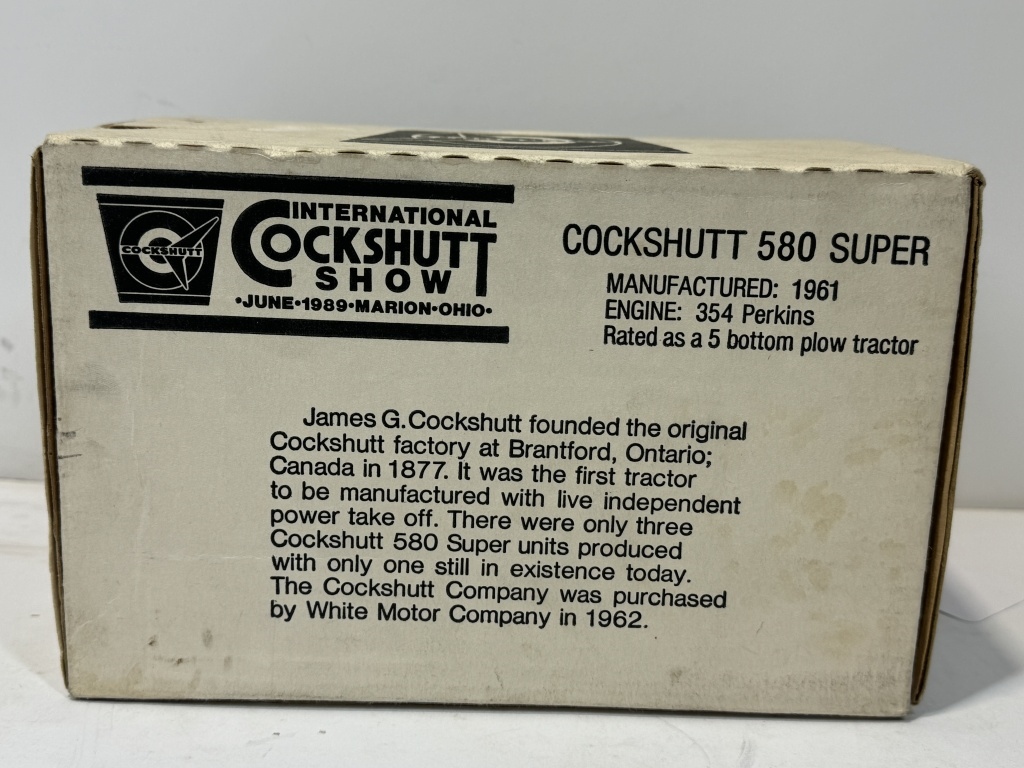 COCKSHUTT
INTERNATIONAL
COCKSHUTT
SHOW
•JUNE•1989•MARION•OHIO•
COCKSHUTT 580 SUPER
MANUFACTURED: 1961
ENGINE: 354 Perkins
Rated as a 5 bottom plow tractor
James G.Cockshutt founded the original
Cockshutt factory at Brantford, Ontario;
Canada in 1877. It was the first tractor
to be manufactured with live independent
power take off. There were only three
Cockshutt 580 Super units produced
with only one still in existence today.
The Cockshutt Company was purchased
by White Motor Company in 1962.